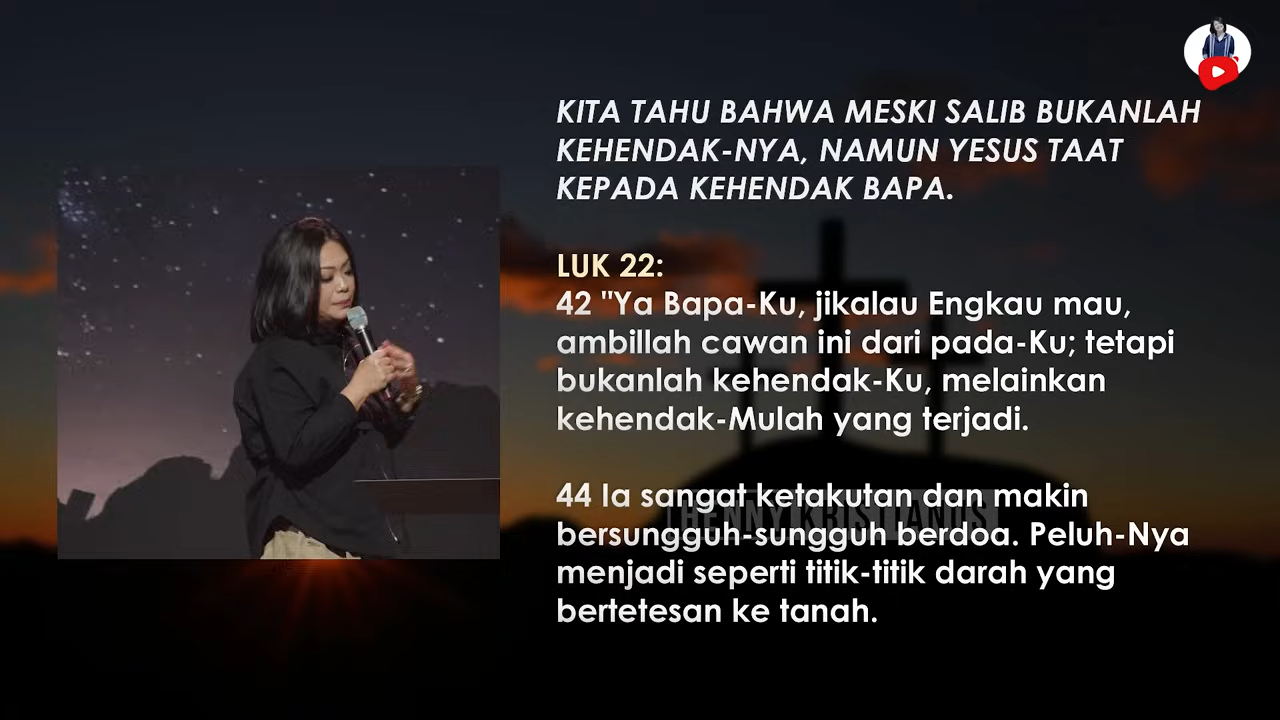 KITA TAHU BAHWA MESKI SALIB BUKANLAH
KEHENDAK-NYA, NAMUN YESUS TAAT
KEPADA KEHENDAK BAPA.
LUK 22:
42 "Ya Bapa-Ku, jikalau Engkau mau,
ambillah cawan ini dari pada-Ku; tetapi
bukanlah kehendak-Ku, melainkan
kehendak-Mulah yang terjadi.
44 Ia sangat ketakutan dan makin
HENNY KRISTIANUS
bersungguh-sungguh berdoa. Peluh-Nya
menjadi seperti titik-titik darah yang
bertetesan ke tanah.